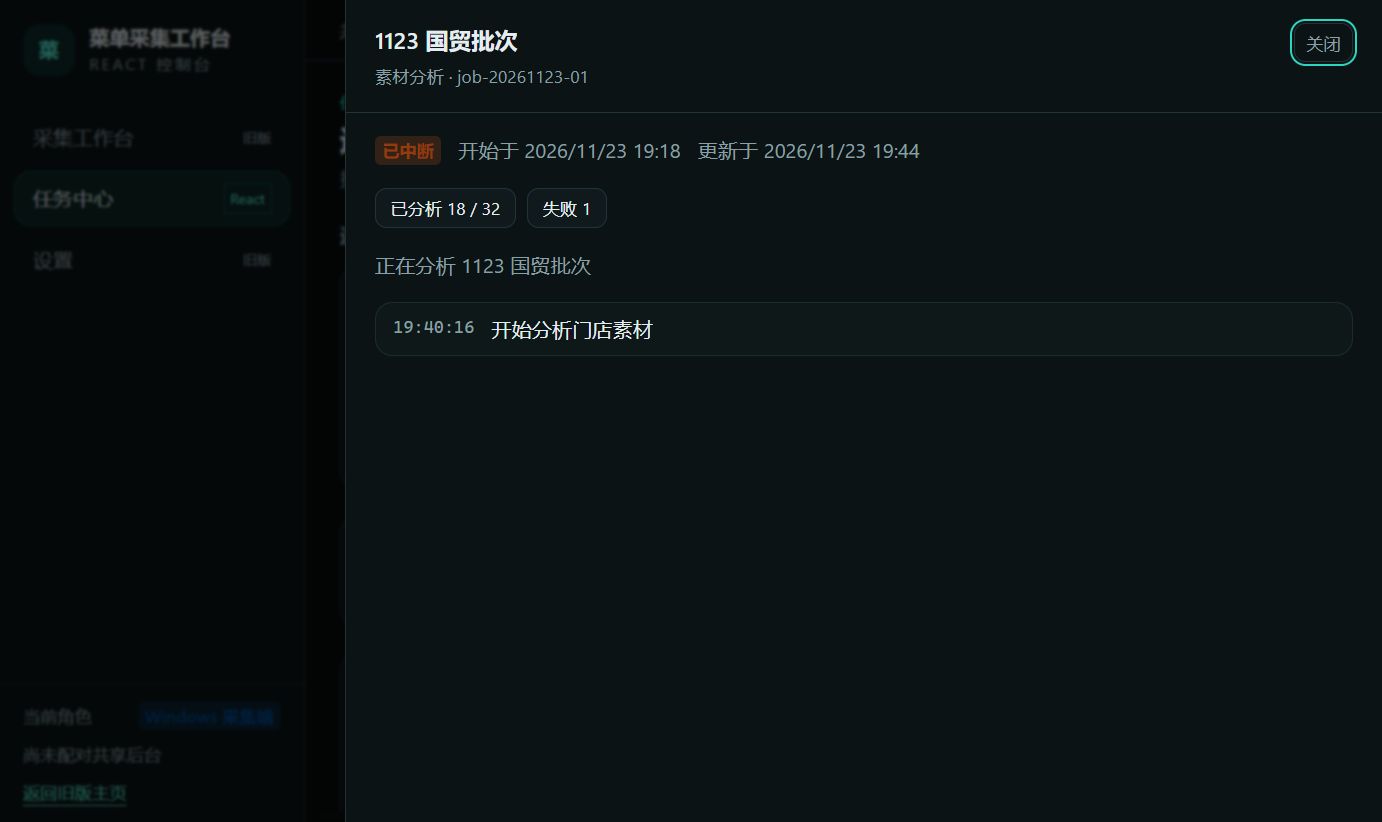 菜
菜单采集工作台
REACT 控制台
采集工作台 旧版
任务中心 React
设置 旧版
当前角色 Windows 采集端
尚未配对共享后台
返回旧版主页
1123 国贸批次
关闭
素材分析 · job-20261123-01
已中断 开始于 2026/11/23 19:18 更新于 2026/11/23 19:44
已分析 18 / 32 失败 1
正在分析 1123 国贸批次
19:40:16 开始分析门店素材